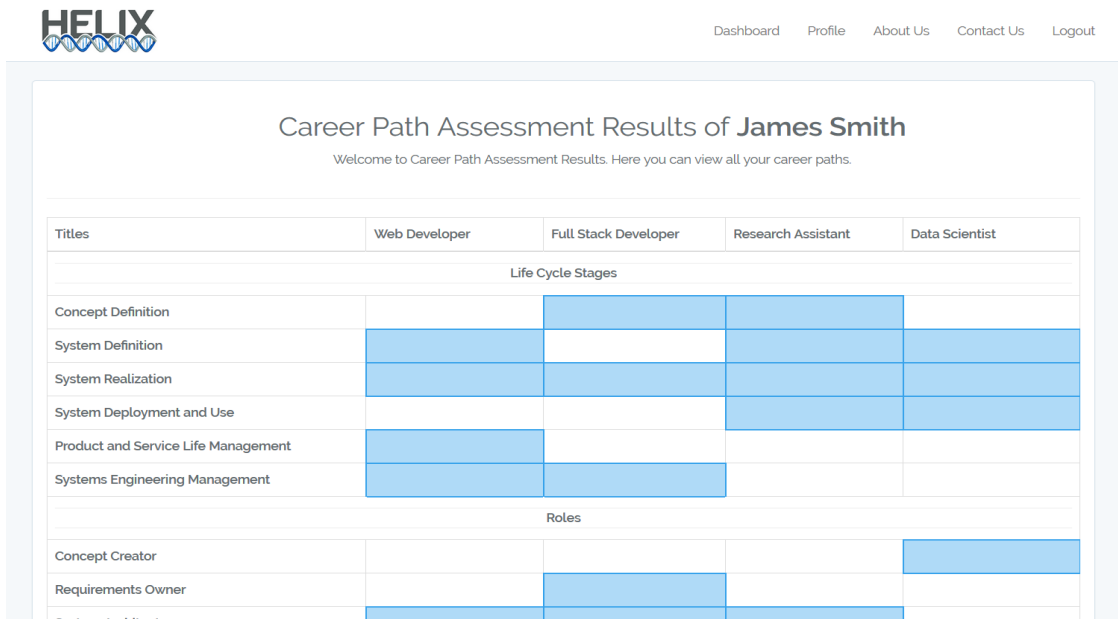 HELIX
Dashboard Profile About Us Contact Us Logout
Career Path Assessment Results of James Smith
Welcome to Career Path Assessment Results. Here you can view all your career paths.
Titles Web Developer Full Stack Developer Research Assistant Data Scientist
Life Cycle Stages
Concept Definition
System Definition
System Realization
System Deployment and Use
Product and Service Life Management
Systems Engineering Management
Roles
Concept Creator
Requirements Owner